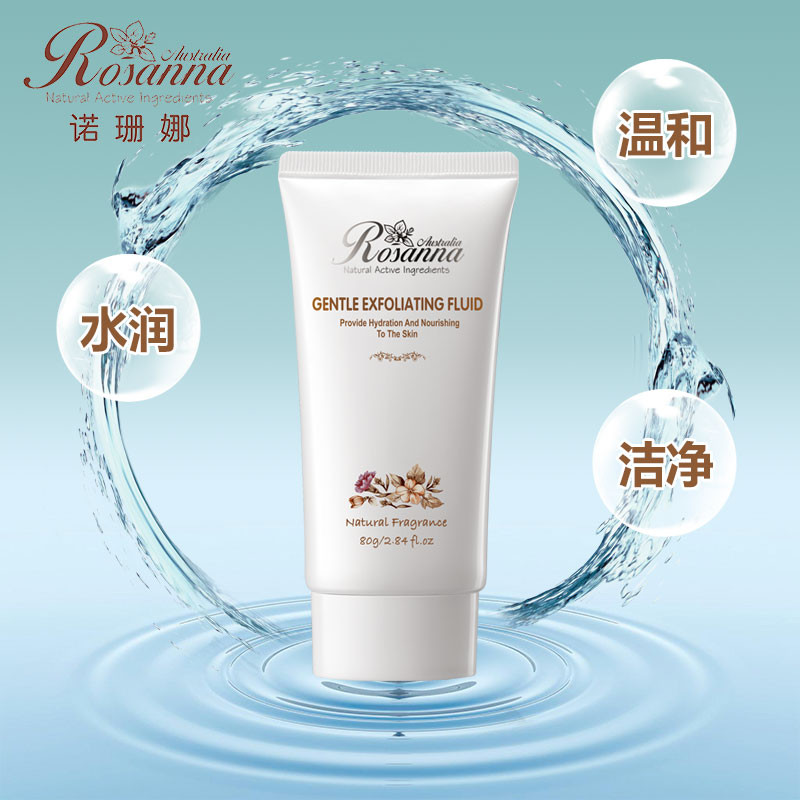 Australia
Rosanna
Natural Active Ingredients
诺珊娜
温和
水润
洁净
Australia
Rosanna
Natural Active Ingredients
GENTLE EXFOLIATING FLUID
Provide Hydration And Nourishing
To The Skin
Natural Fragrance
80g/2.84 fl.oz